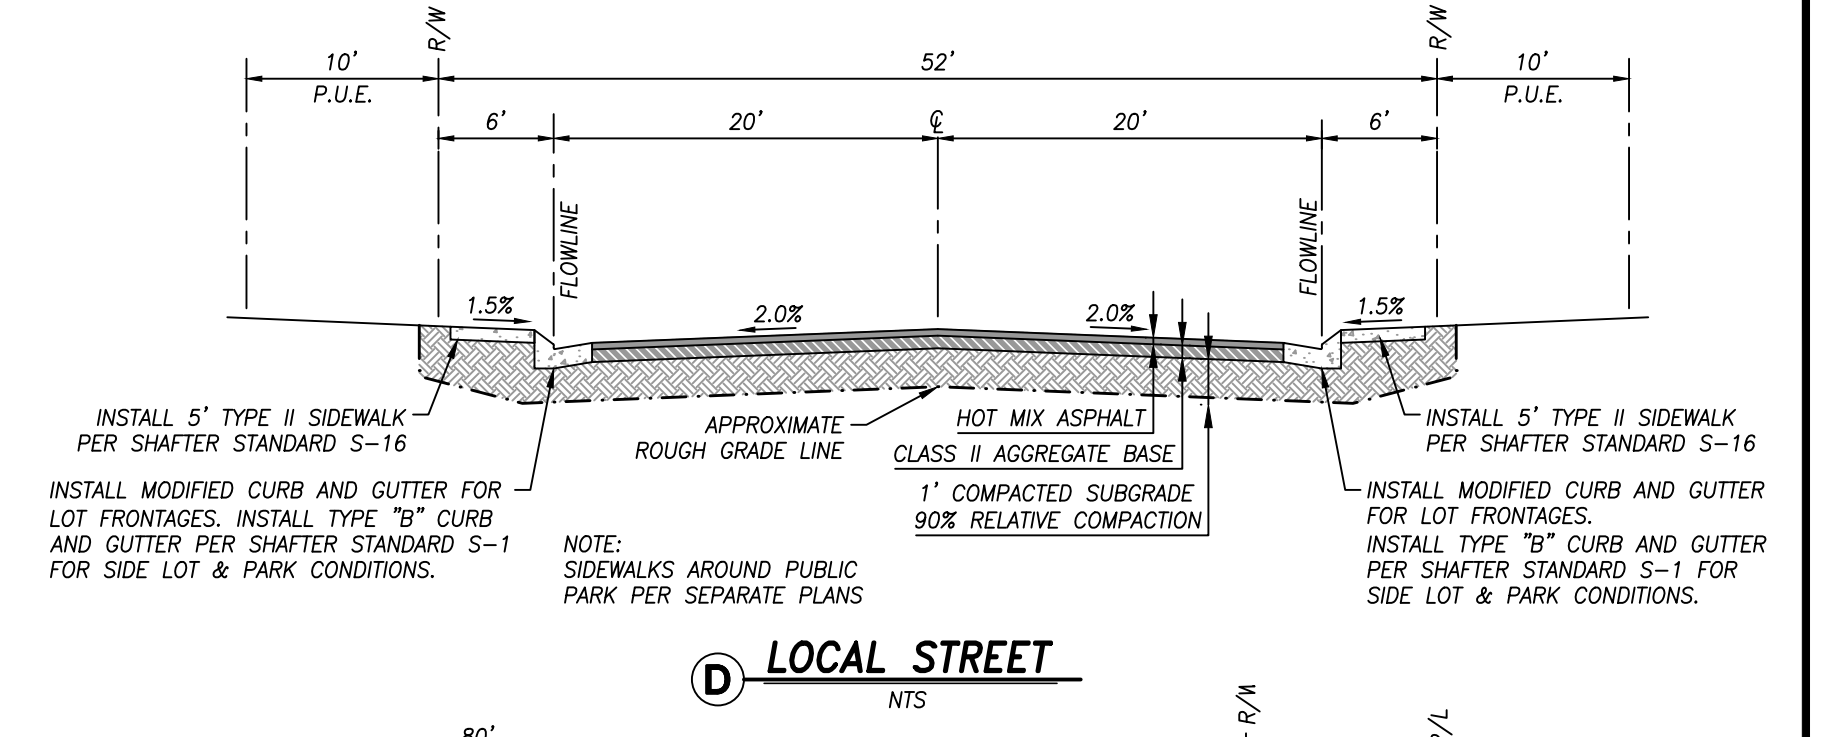 R/W
R/W
10'
52'
10'
P.U.E.
P.U.E.
6'
20'
℄
20'
6'
FLOWLINE
FLOWLINE
1.5%
2.0%
2.0%
1.5%
INSTALL 5' TYPE II SIDEWALK
PER SHAFTER STANDARD S-16
APPROXIMATE
ROUGH GRADE LINE
HOT MIX ASPHALT
CLASS II AGGREGATE BASE
1' COMPACTED SUBGRADE
90% RELATIVE COMPACTION
INSTALL 5' TYPE II SIDEWALK
PER SHAFTER STANDARD S-16
INSTALL MODIFIED CURB AND GUTTER FOR
LOT FRONTAGES. INSTALL TYPE "B" CURB
AND GUTTER PER SHAFTER STANDARD S-1
FOR SIDE LOT & PARK CONDITIONS.
NOTE:
SIDEWALKS AROUND PUBLIC
PARK PER SEPARATE PLANS
INSTALL MODIFIED CURB AND GUTTER
FOR LOT FRONTAGES.
INSTALL TYPE "B" CURB AND GUTTER
PER SHAFTER STANDARD S-1 FOR
SIDE LOT & PARK CONDITIONS.
D LOCAL STREET
NTS
80'
R/W